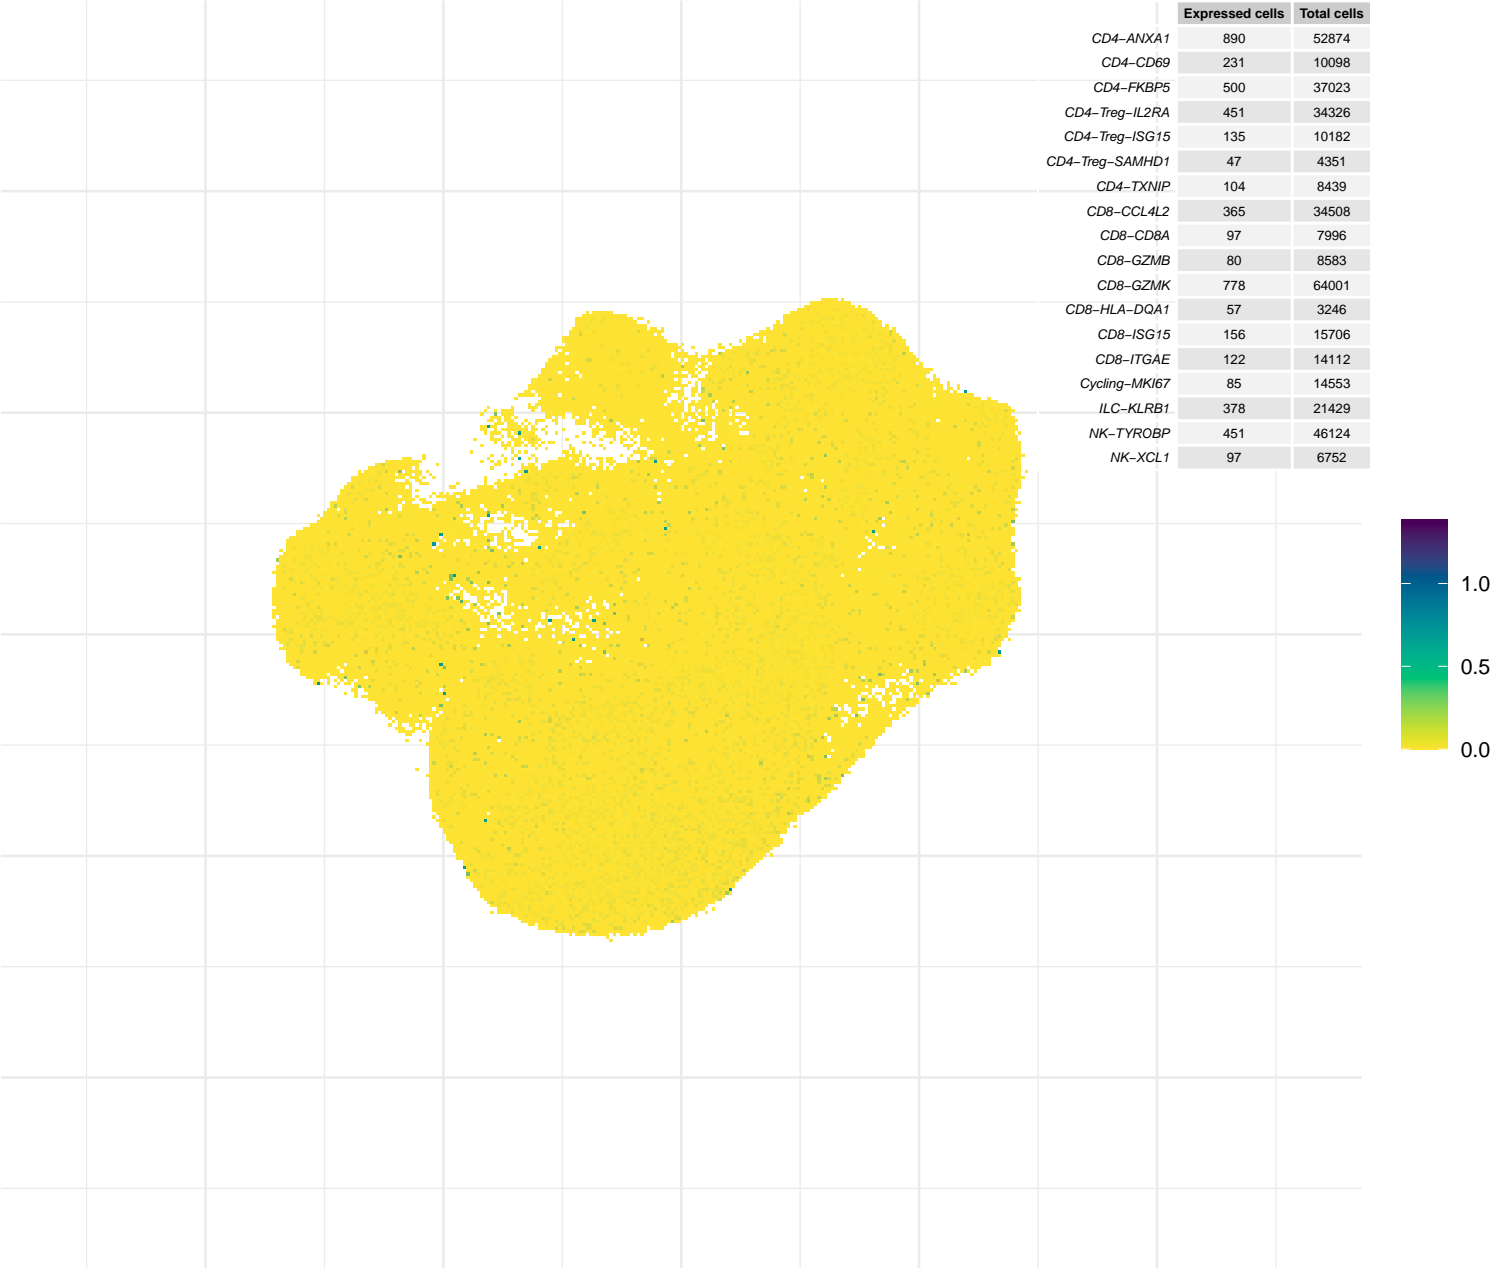 Expressed cells Total cells
CD4−ANXA1 890 52874
CD4−CD69 231 10098
CD4−FKBP5 500 37023
CD4−Treg−IL2RA 451 34326
CD4−Treg−ISG15 135 10182
CD4−Treg−SAMHD1 47 4351
CD4−TXNIP 104 8439
CD8−CCL4L2 365 34508
CD8−CD8A 97 7996
CD8−GZMB 80 8583
CD8−GZMK 778 64001
CD8−HLA−DQA1 57 3246
CD8−ISG15 156 15706
CD8−ITGAE 122 14112
Cycling−MKI67 85 14553
ILC−KLRB1 378 21429
NK−TYROBP 451 46124
NK−XCL1 97 6752
1.0
0.5
0.0